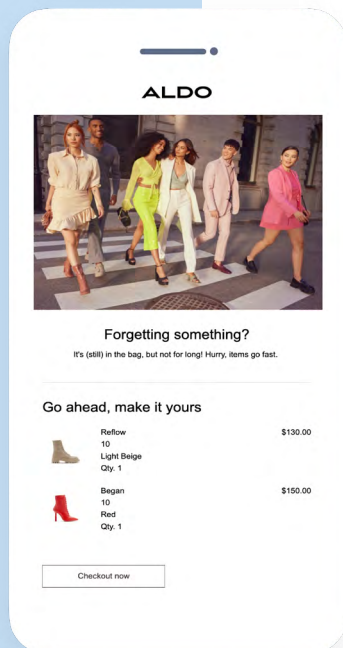 ALDO
Forgetting something?
It's (still) in the bag, but not for long! Hurry, items go fast.
Go ahead, make it yours
Reflow $130.00
10
Light Beige
Qty. 1
Began $150.00
10
Red
Qty. 1
Checkout now